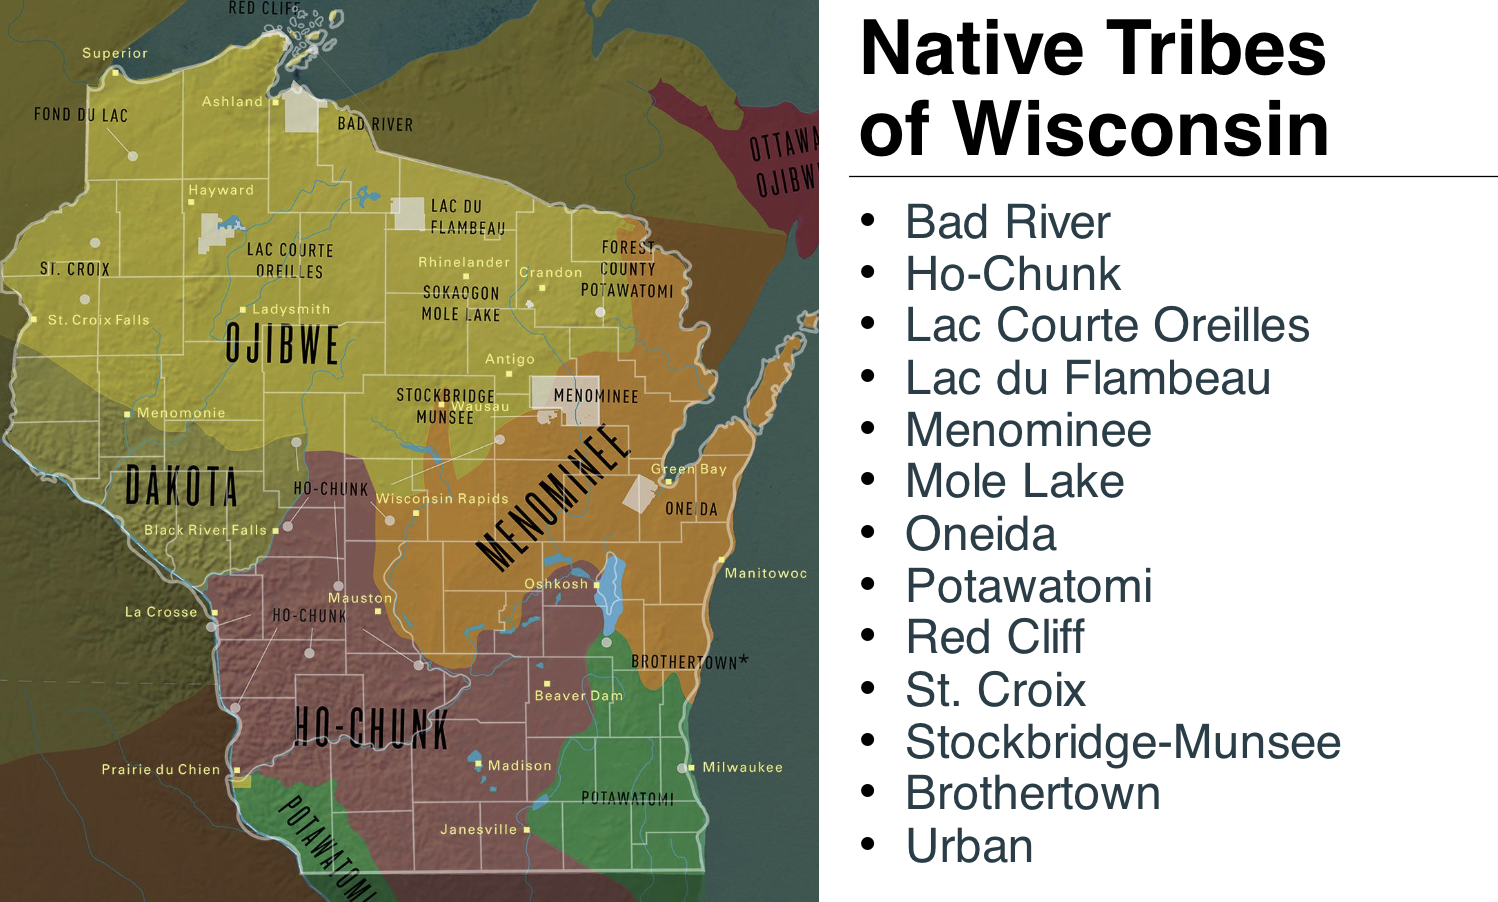 RED CLIFF
Superior
FOND DU LAC
Ashland
BAD RIVER
OTTAWA
OJIBW
Hayward
LAC DU
FLAMBEAU
LAC COURTE
OREILLES
ST. CROIX
Rhinelander
Crandon
FOREST
COUNTY
POTAWATOMI
SOKAOGON
MOLE LAKE
Ladysmith
St. Croix Falls
OJIBWE
Antigo
STOCKBRIDGE
MUNSEE
Wausau
MENOMINEE
Menomonie
MENOMINEE
Green Bay
DAKOTA
HO-CHUNK
Wisconsin Rapids
ONEIDA
Black River Falls
Manitowoc
Oshkosh
La Crosse
Mauston
HO-CHUNK
BROTHERTOWN*
Beaver Dam
HO-CHUNK
Prairie du Chien
Madison
Milwaukee
POTAWATOMI
POTAWATOMI
Janesville
Native Tribes
of Wisconsin
• Bad River
• Ho-Chunk
• Lac Courte Oreilles
• Lac du Flambeau
• Menominee
• Mole Lake
• Oneida
• Potawatomi
• Red Cliff
• St. Croix
• Stockbridge-Munsee
• Brothertown
• Urban